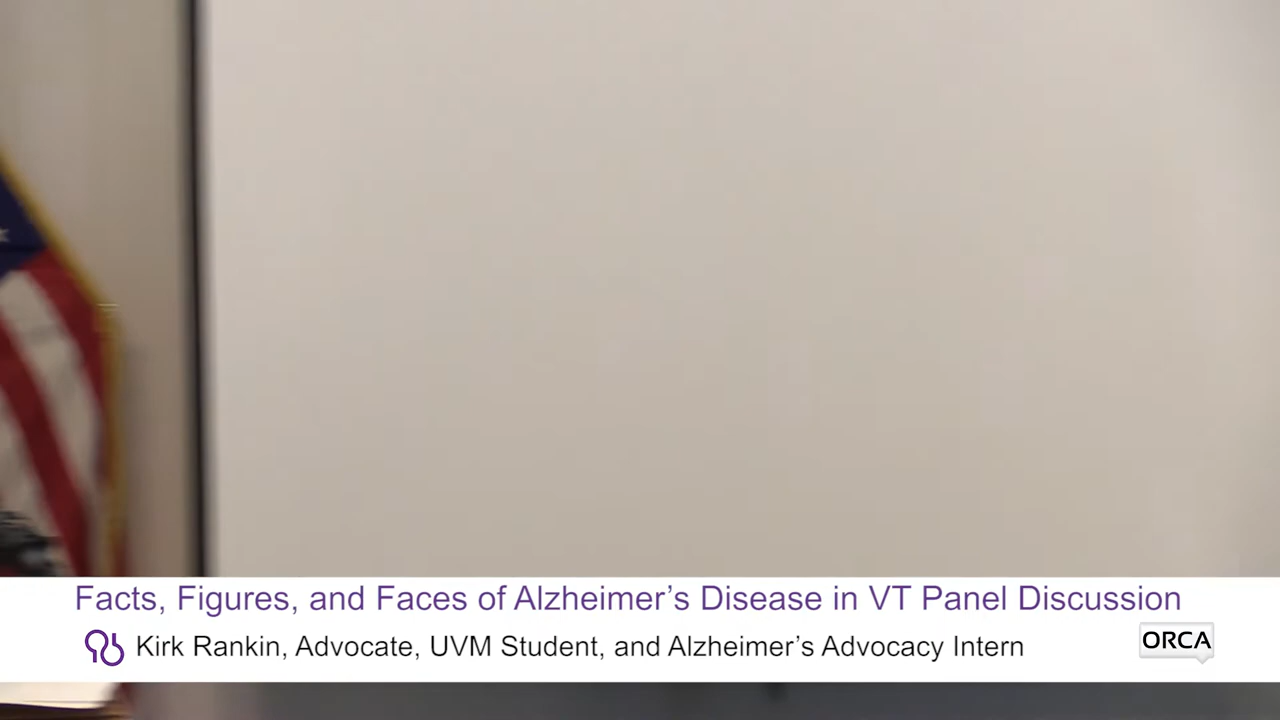 Facts, Figures, and Faces of Alzheimer’s Disease in VT Panel Discussion
Kirk Rankin, Advocate, UVM Student, and Alzheimer’s Advocacy Intern
ORCA